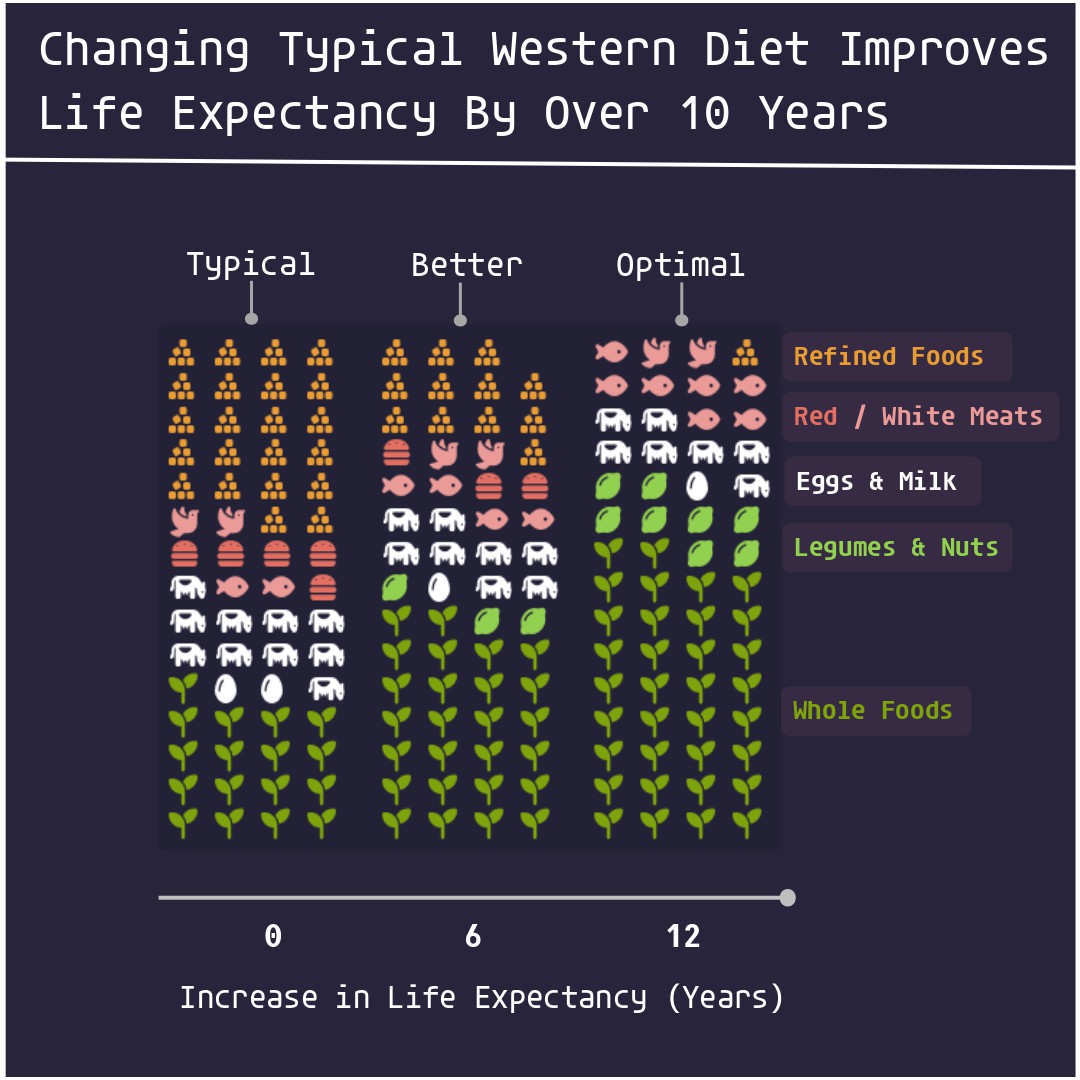 Changing Typical Western Diet Improves
Life Expectancy By Over 10 Years
Typical
Better
Optimal
Refined Foods
Red / White Meats
Eggs & Milk
Legumes & Nuts
Whole Foods
0
6
12
Increase in Life Expectancy (Years)